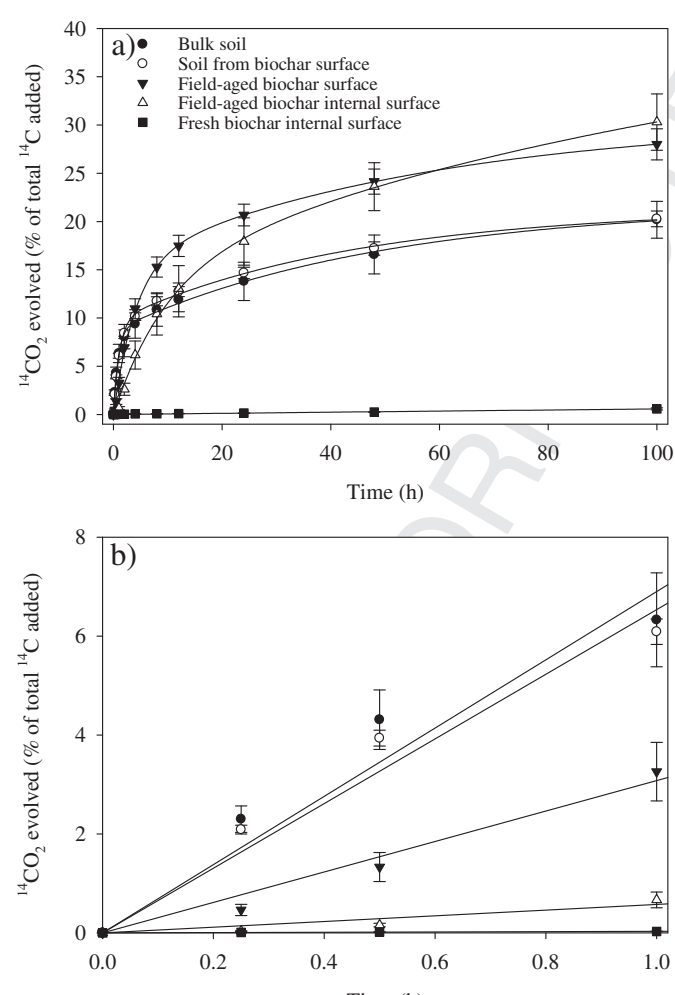 40
35
30
25
20
15
10
5
0
a)
Bulk soil
Soil from biochar surface
Field-aged biochar surface
Field-aged biochar internal surface
Fresh biochar internal surface
¹⁴CO₂ evolved (% of total ¹⁴C added)
0 20 40 60 80 100
Time (h)
8
6
4
2
0
b)
¹⁴CO₂ evolved (% of total ¹⁴C added)
0.0 0.2 0.4 0.6 0.8 1.0